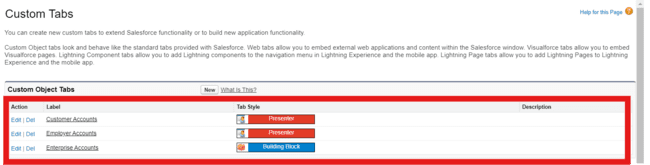 Custom Tabs
Help for this Page
You can create new custom tabs to extend Salesforce functionality or to build new application functionality.
Custom Object tabs look and behave like the standard tabs provided with Salesforce. Web tabs allow you to embed external web applications and content within the Salesforce window. Visualforce tabs allow you to embed
Visualforce pages. Lightning Component tabs allow you to add Lightning components to the navigation menu in Lightning Experience and the mobile app. Lightning Page tabs allow you to add Lightning Pages to Lightning
Experience and the mobile app.
Custom Object Tabs New What Is This?
Action Label Tab Style Description
Edit | Del Customer Accounts Presenter
Edit | Del Employer Accounts Presenter
Edit | Del Enterprise Accounts Building Block